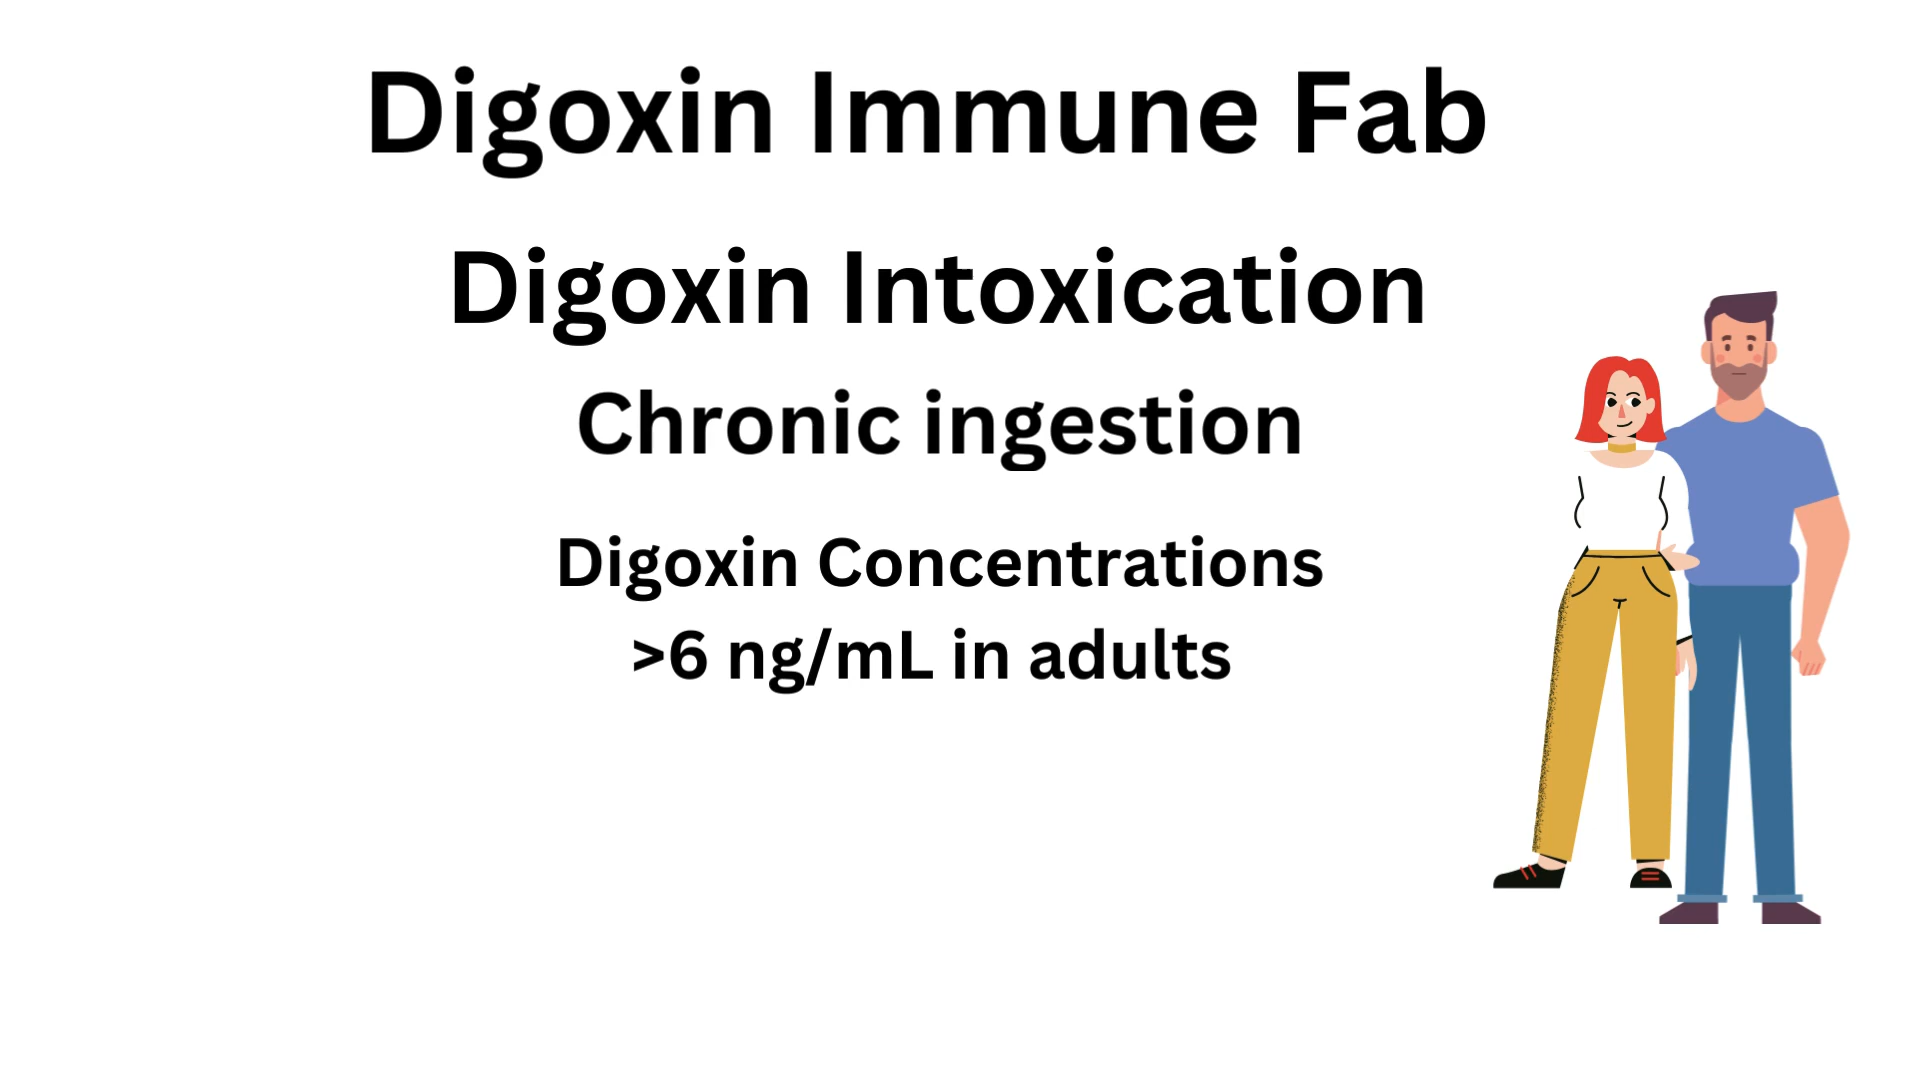 Digoxin Immune Fab
Digoxin Intoxication
Chronic ingestion
Digoxin Concentrations
>6 ng/mL in adults